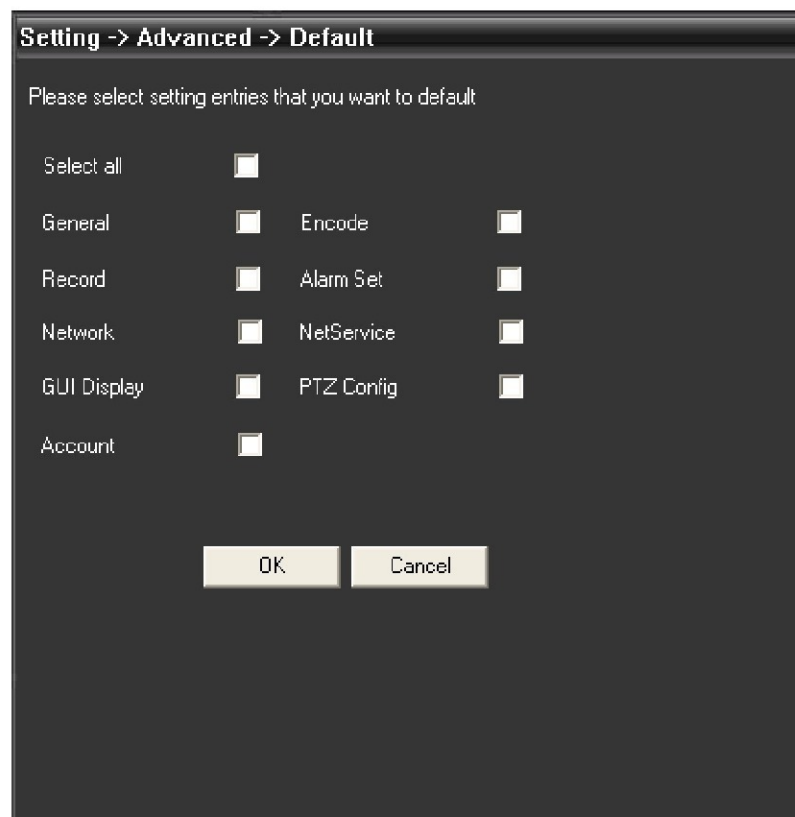 Setting -> Advanced -> Default
Please select setting entries that you want to default
Select all
General Encode
Record Alarm Set
Network NetService
GUI Display PTZ Config
Account
OK Cancel